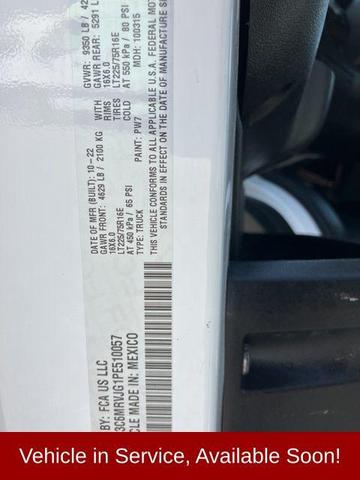 BY: FCA US LLC
DATE OF MFR (BUILT): 10-22
GVWR: 9350 LB / 42
GAWR FRONT: 4629 LB / 2100 KG
WITH
GAWR REAR: 5291 L
16X6.0
RIMS
16X6.0
LT225/75R16E
TIRES
LT225/75R16E
AT 450 kPa / 65 PSI
COLD
AT 550 kPa / 80 PSI
TYPE: TRUCK
MDH: 100315
PAINT: PW7
THIS VEHICLE CONFORMS TO ALL APPLICABLE U.S.A. FEDERAL MOTOR
STANDARDS IN EFFECT ON THE DATE OF MANUFACTURE
3C6MRVJG1PE510057
CLE MADE IN: MEXICO
Vehicle in Service, Available Soon!